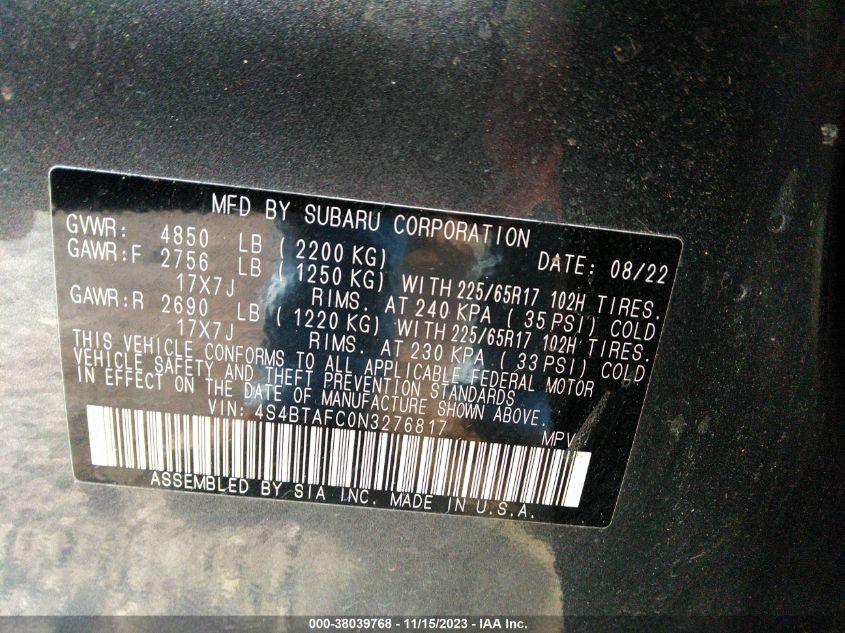 MFD BY SUBARU CORPORATION
GVWR: 4850 LB ( 2200 KG) DATE: 08/22
GAWR:F 2756 LB ( 1250 KG) WITH 225/65R17 102H TIRES.
17X7J RIMS. AT 240 KPA ( 35 PSI) COLD
GAWR:R 2690 LB ( 1220 KG) WITH 225/65R17 102H TIRES.
17X7J RIMS. AT 230 KPA ( 33 PSI) COLD
THIS VEHICLE CONFORMS TO ALL APPLICABLE FEDERAL MOTOR
VEHICLE SAFETY AND THEFT PREVENTION STANDARDS
IN EFFECT ON THE DATE OF MANUFACTURE SHOWN ABOVE.
VIN: 4S4BTAFC0N3276817 MPV
ASSEMBLED BY SIA INC. MADE IN U.S.A.
000-38039768 - 11/15/2023 - IAA Inc.